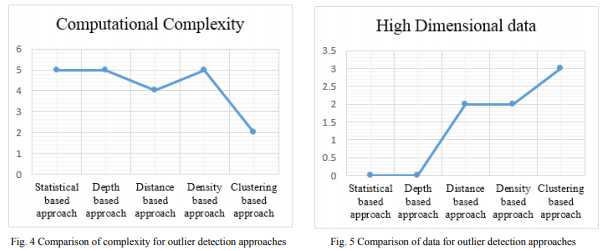 Computational Complexity
6
5
4
3
2
1
0
Statistical based approach
Depth based approach
Distance based approach
Density based approach
Clustering based approach
Fig. 4 Comparison of complexity for outlier detection approaches
High Dimensional data
3.5
3
2.5
2
1.5
1
0.5
0
Statistical based approach
Depth based approach
Distance based approach
Density based approach
Clustering based approach
Fig. 5 Comparison of data for outlier detection approaches